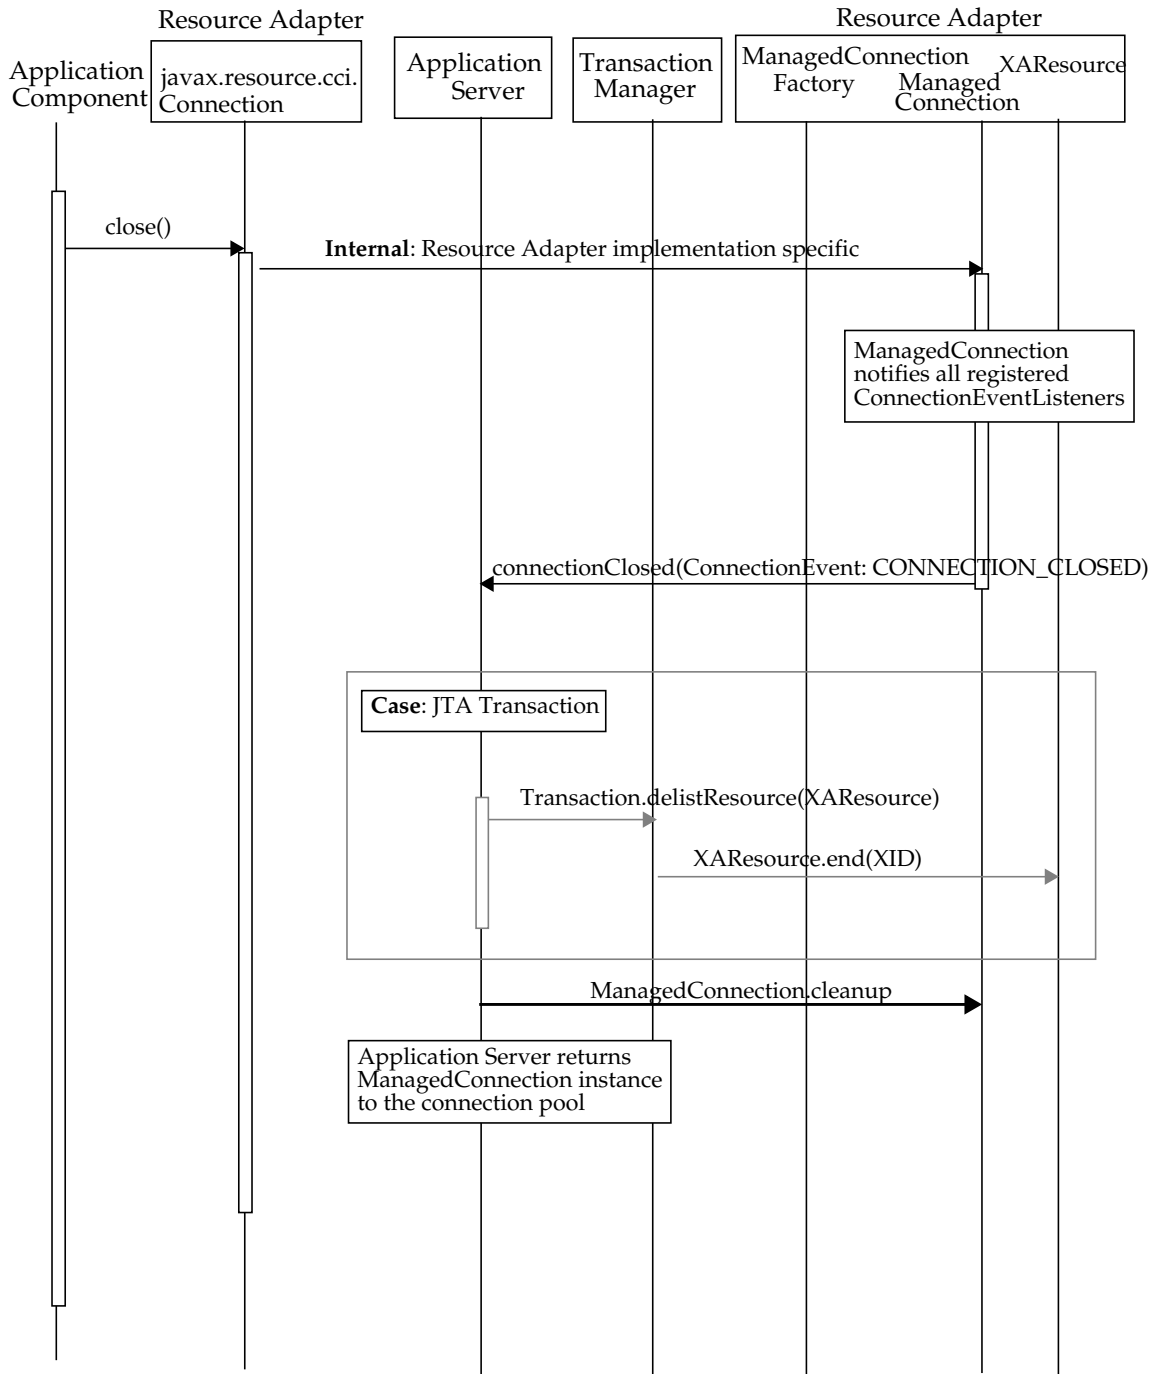 Resource Adapter
Resource Adapter
Application
Component
javax.resource.cci.
Connection
Application
Server
Transaction
Manager
ManagedConnection
Factory
Managed
Connection
XAResource
close()
Internal: Resource Adapter implementation specific
ManagedConnection
notifies all registered
ConnectionEventListeners
connectionClosed(ConnectionEvent: CONNECTION_CLOSED)
Case: JTA Transaction
Transaction.delistResource(XAResource)
XAResource.end(XID)
ManagedConnection.cleanup
Application Server returns
ManagedConnection instance
to the connection pool